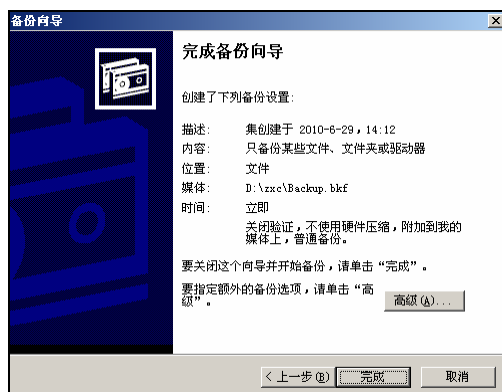 备份向导
完成备份向导
创建了下列备份设置:
描述: 集创建于 2010-6-29,14:12
内容: 只备份某些文件、文件夹或驱动器
位置: 文件
媒体: D:\zxc\Backup.bkf
时间: 立即
关闭验证,不使用硬件压缩,附加到我的
媒体上,普通备份。
要关闭这个向导并开始备份,请单击“完成”。
要指定额外的备份选项,请单击“高
级”。
高级(A)...
< 上一步(B)
完成
取消